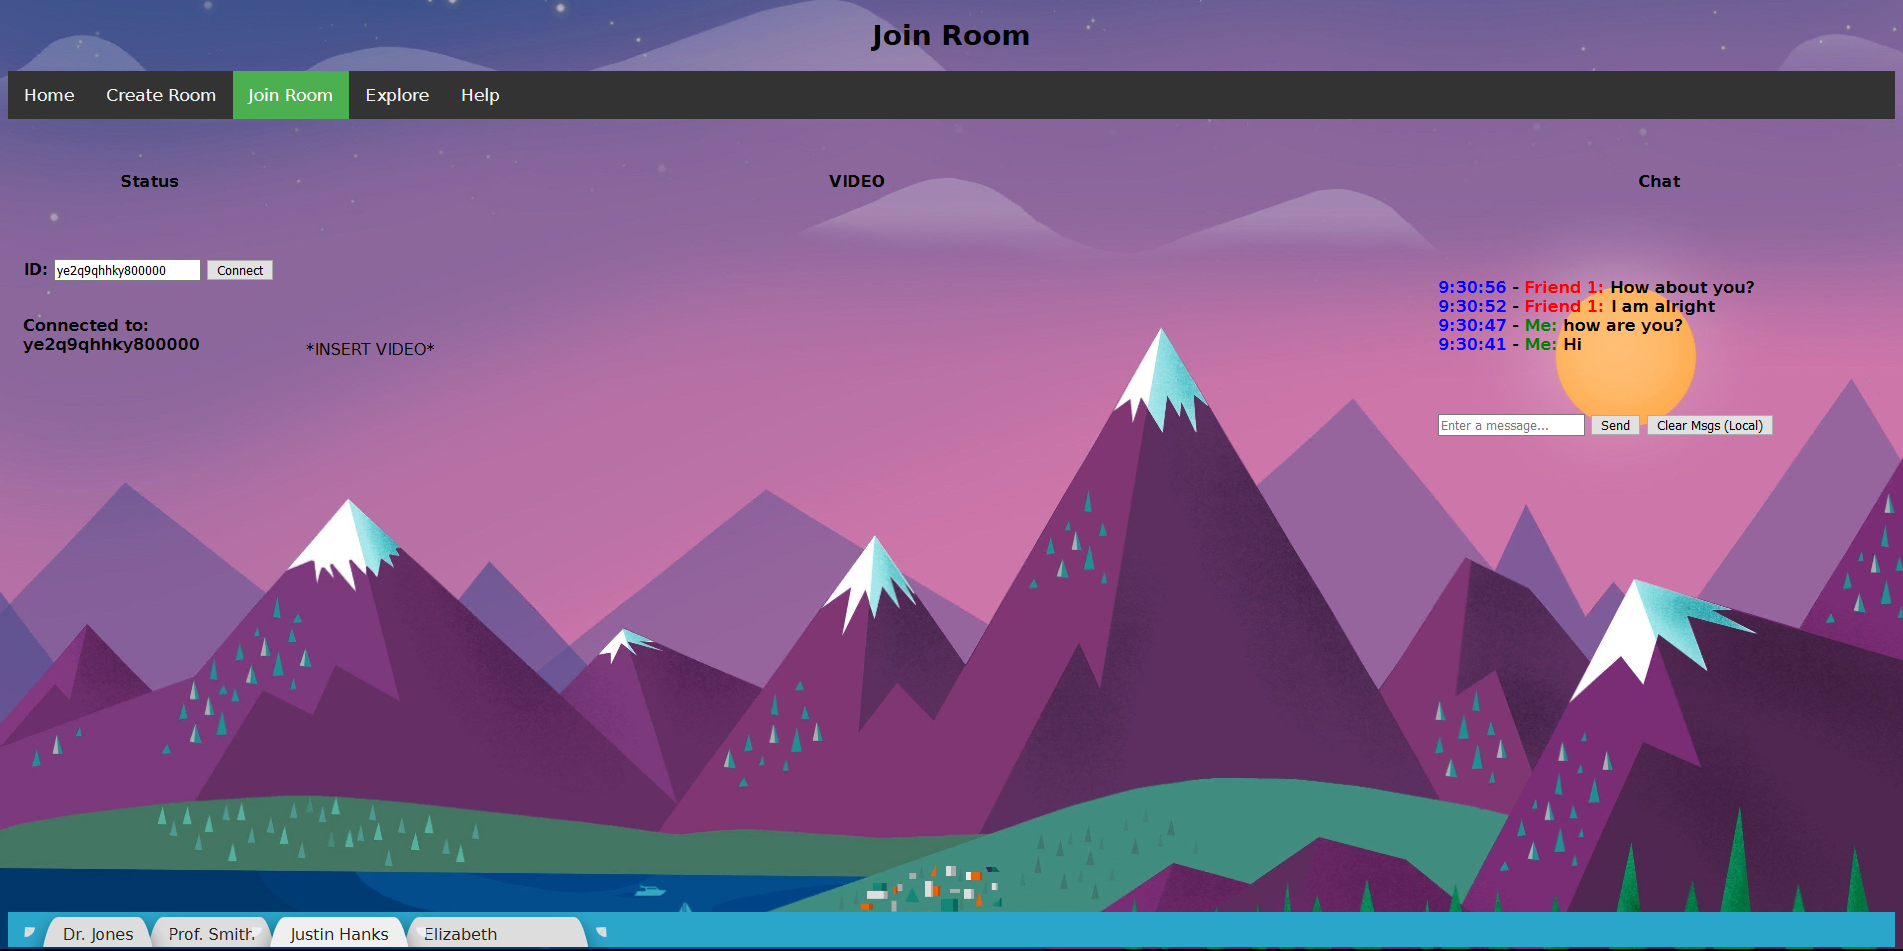 Join Room
Home Create Room Join Room Explore Help
Status
VIDEO
Chat
ID: ye2q9qhhky800000 Connect
Connected to:
ye2q9qhhky800000
*INSERT VIDEO*
9:30:56 - Friend 1: How about you?
9:30:52 - Friend 1: I am alright
9:30:47 - Me: how are you?
9:30:41 - Me: Hi
Enter a message... Send Clear Msgs (Local)
Dr. Jones Prof. Smith Justin Hanks Elizabeth